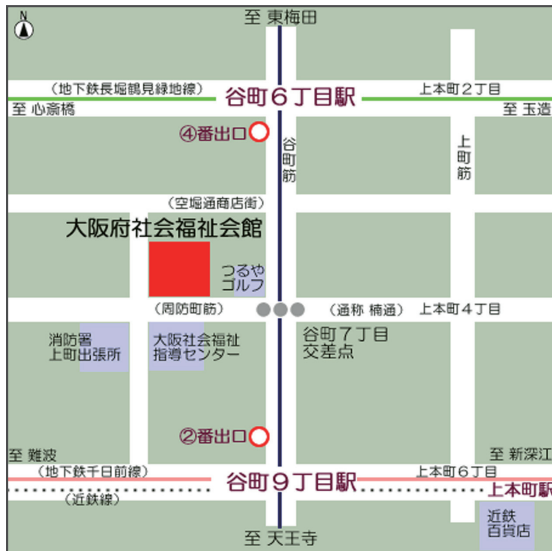 N
至 東梅田
(地下鉄長堀鶴見緑地線)
谷町6丁目駅
上本町2丁目
至 心斎橋
至 玉造
④番出口
谷町筋
上町筋
(空堀通商店街)
大阪府社会福祉会館
つるや
ゴルフ
(周防町筋)
(通称 楠通)
上本町4丁目
消防署
上町出張所
大阪社会福祉
指導センター
谷町7丁目
交差点
②番出口
至 難波
至 新深江
(地下鉄千日前線)
谷町9丁目駅
上本町6丁目
(近鉄線)
上本町駅
近鉄
百貨店
至 天王寺